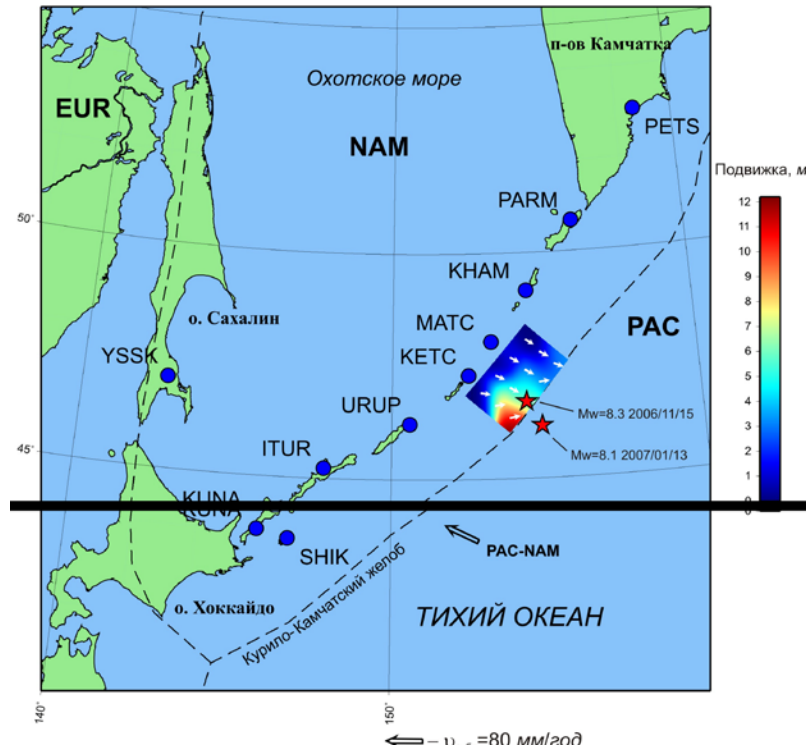 п-ов Камчатка
Охотское море
EUR
NAM
PETS
Подвижка, м
PARM
50°
12
11
10
9
8
7
6
5
4
3
2
1
0
KHAM
о. Сахалин
MATC
PAC
YSSK
KETC
URUP
Mw=8.3 2006/11/15
ITUR
Mw=8.1 2007/01/13
45°
KUNA
KUNA
SHIK
PAC-NAM
о. Хоккайдо
Курило-Камчатский желоб
ТИХИЙ ОКЕАН
140°
150°
=80 мм/год